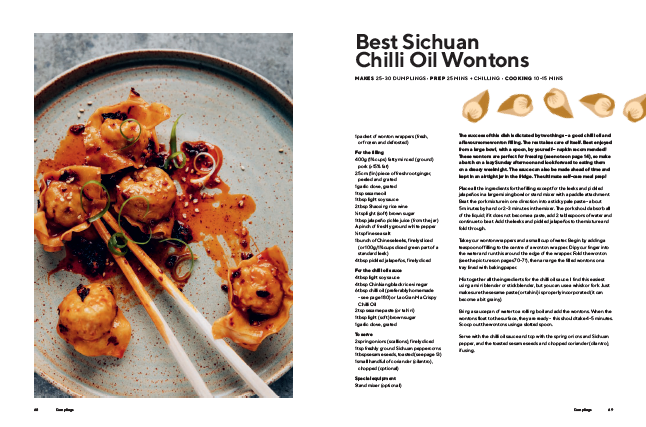 Best Sichuan
Chilli Oil Wontons
MAKES 25-30 DUMPLINGS • PREP 25 MINS + CHILLING • COOKING 10-15 MINS
1 packet of wonton wrappers (fresh,
or frozen and defrosted)
For the filling
400g (14oz) fatty minced (ground)
pork (>15% fat)
2.5cm (1in) piece of fresh root ginger,
peeled and grated
1 garlic clove, grated
1 tsp sesame oil
1 tbsp light soy sauce
2 tbsp Shaoxing rice wine
½ tsp light (soft) brown sugar
1 tbsp jalapeño pickle juice (from the jar)
A pinch of freshly ground white pepper
½ tsp fine sea salt
1 bunch of Chinese leeks, finely sliced
(or 100g/1¾ cups sliced green part of a
standard leek)
4 tbsp pickled jalapeños, finely sliced
For the chilli oil sauce
4 tbsp light soy sauce
4 tbsp Chinkiang black rice vinegar
6 tbsp chilli oil (preferably homemade
- see page 180) or Lao Gan Ma Crispy
Chilli Oil
2 tsp sesame paste (or tahini)
1 tbsp light (soft) brown sugar
1 garlic clove, grated
To serve
2 spring onions (scallions), finely sliced
1 tsp freshly ground Sichuan peppercorns
1 tbsp sesame seeds, toasted (see page 13)
1 small handful of coriander (cilantro),
chopped (optional)
Special equipment
Stand mixer (optional)
The success of this dish is dictated by two things – a good chilli oil and
a flavoursome wonton filling. The rest takes care of itself. Best enjoyed
from a large bowl, with a spoon, by yourself – napkin recommended!
These wontons are perfect for freezing (see note on page 14), so make
a batch on a lazy Sunday afternoon and look forward to eating them
on a dreary weeknight. The sauce can also be made ahead of time and
kept in an airtight jar in the fridge. The ultimate self-care meal prep!
Place all the ingredients for the filling except for the leeks and pickled
jalapeños in a large mixing bowl or stand mixer with a paddle attachment.
Beat the pork mixture in one direction into a sticky pale paste – about
5 minutes by hand or 2-3 minutes in the mixer. The pork should absorb all
of the liquid; if it does not become a paste, add 2 tablespoons of water and
continue to beat. Add the leeks and pickled jalapeños to the mixture and
fold through.
Take your wonton wrappers and a small cup of water. Begin by adding a
teaspoon of filling to the centre of a wonton wrapper. Dip your finger into
the water and run this around the edge of the wrapper. Fold the wonton
(see the pictures on pages 70-71), then arrange the filled wontons on a
tray lined with baking paper.
Mix together all the ingredients for the chilli oil sauce. I find this easiest
using a mini blender or stick blender, but you can use a whisk or fork. Just
make sure the sesame paste (or tahini) is properly incorporated (it can
become a bit grainy).
Bring a saucepan of water to a rolling boil and add the wontons. When the
wontons float to the surface, they are ready – this should take 4-5 minutes.
Scoop out the wontons using a slotted spoon.
Serve with the chilli oil sauce and top with the spring onions and Sichuan
pepper, and the toasted sesame seeds and chopped coriander (cilantro),
if using.
68 Dumplings
Dumplings 69